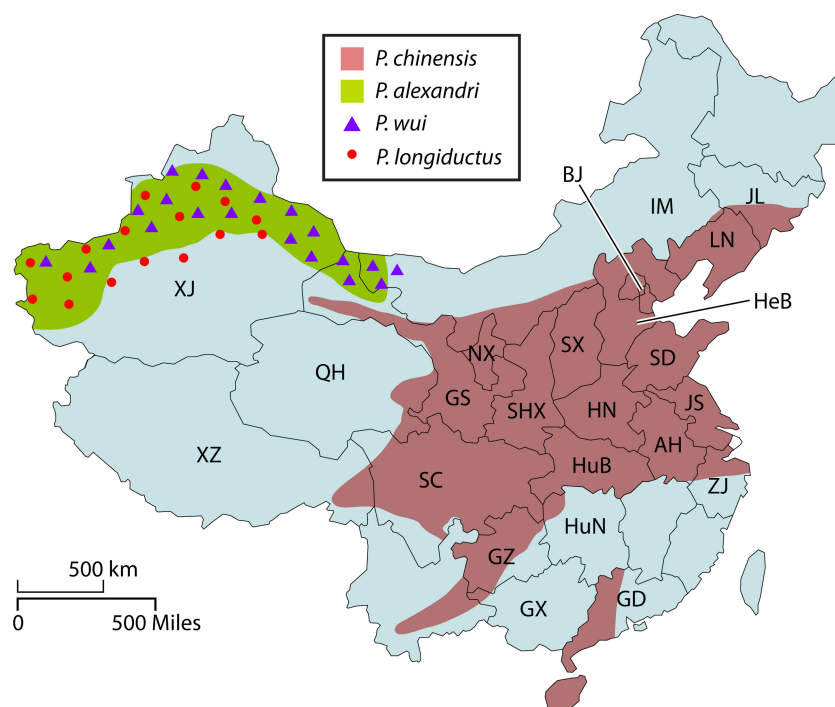 P. chinensis
P. alexandri
P. wui
P. longiductus
BJ
JL
IM
LN
HeB
XJ
NX
SX
SD
QH
GS
SHX
HN
JS
AH
XZ
SC
HuB
ZJ
HuN
GZ
500 km
0 500 Miles
GX
GD